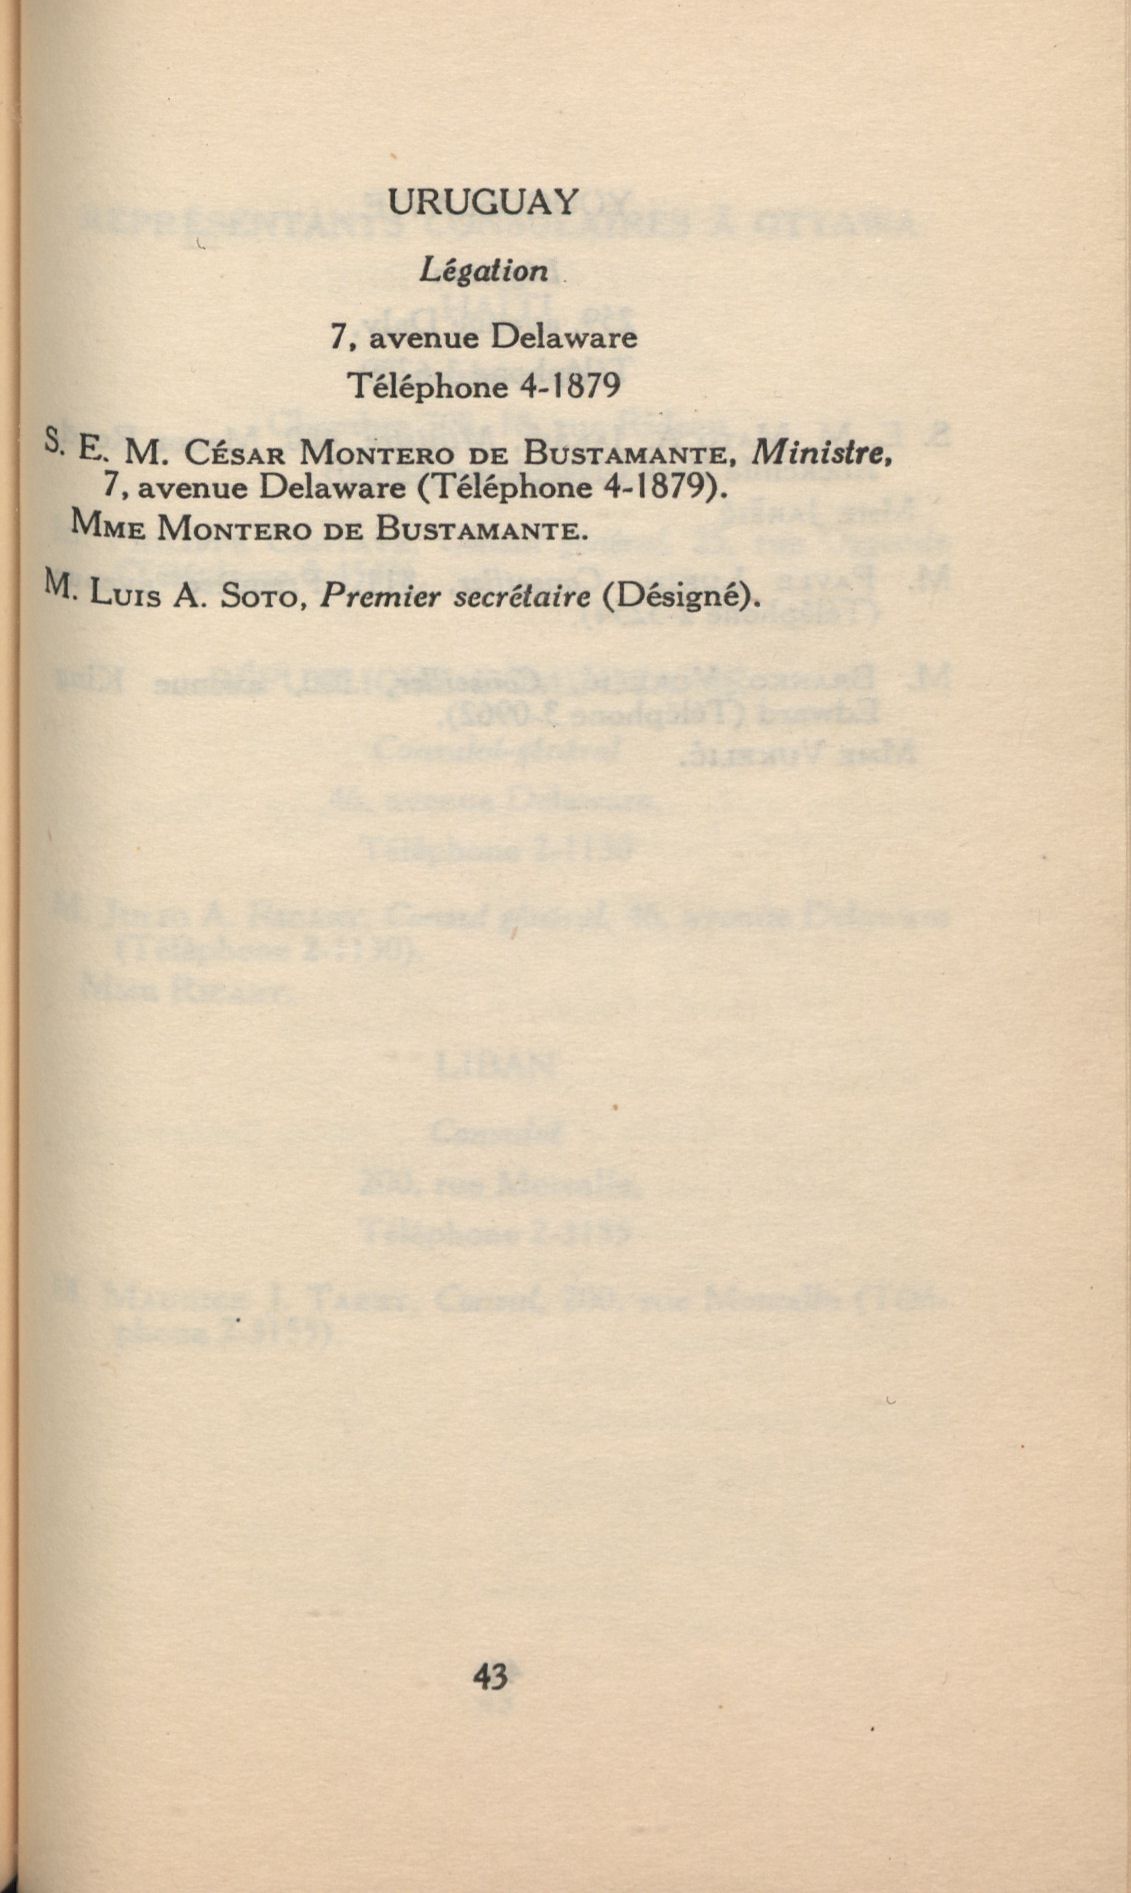 URUGUAY
Légation
7, avenue Delaware
Téléphone 4-1879
S. E. M. CÉSAR MONTERO DE BUSTAMANTE, Ministre,
7, avenue Delaware (Téléphone 4-1879).
MME MONTERO DE BUSTAMANTE.
M. LUIS A. SOTO, Premier secrétaire (Désigné).
43